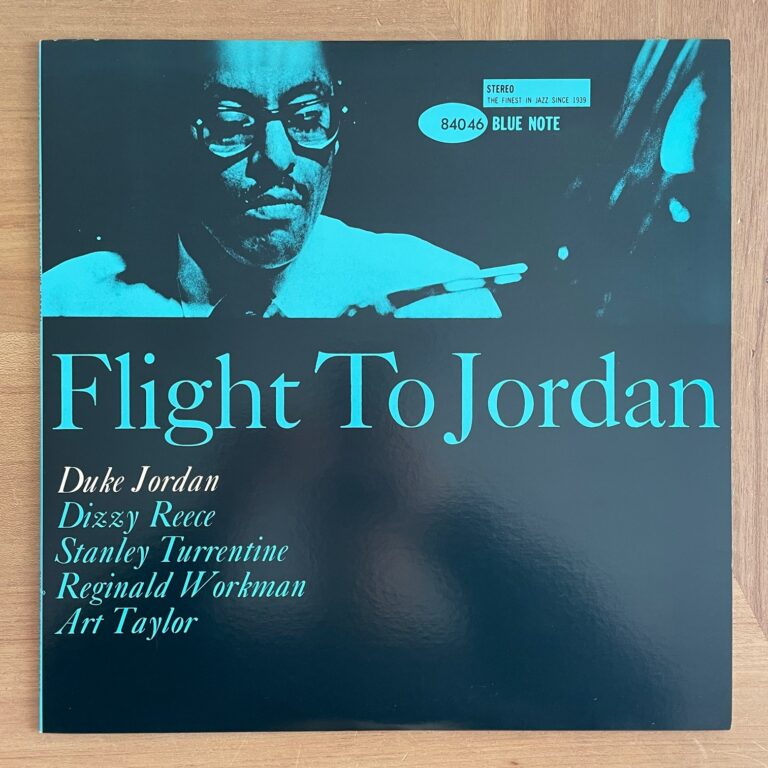 STEREO
THE FINEST IN JAZZ SINCE 1939
84046 BLUE NOTE
Flight To Jordan
Duke Jordan
Dizzy Reece
Stanley Turrentine
Reginald Workman
Art Taylor